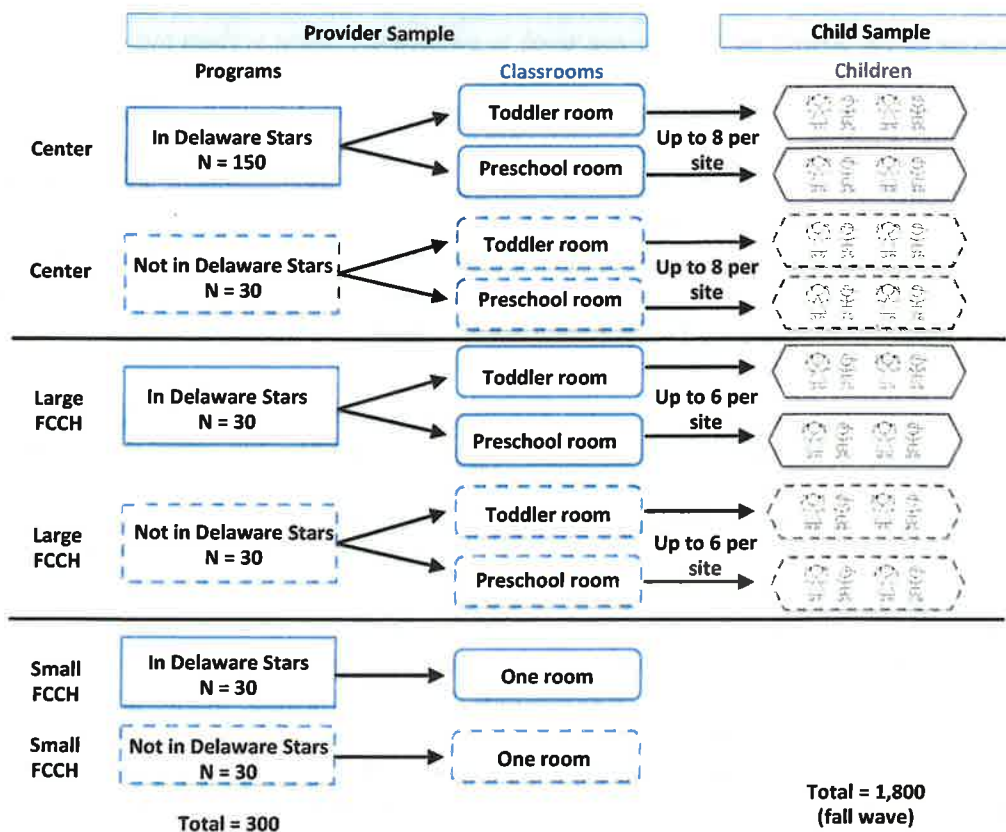 Provider Sample
Child Sample
Programs
Classrooms
Children
Center
In Delaware Stars
N = 150
Toddler room
Preschool room
Up to 8 per
site
Center
Not in Delaware Stars
N = 30
Toddler room
Preschool room
Up to 8 per
site
Large
FCCH
In Delaware Stars
N = 30
Toddler room
Preschool room
Up to 6 per
site
Large
FCCH
Not in Delaware Stars
N = 30
Toddler room
Preschool room
Up to 6 per
site
Small
FCCH
In Delaware Stars
N = 30
One room
Small
FCCH
Not in Delaware Stars
N = 30
One room
Total = 300
Total = 1,800
(fall wave)